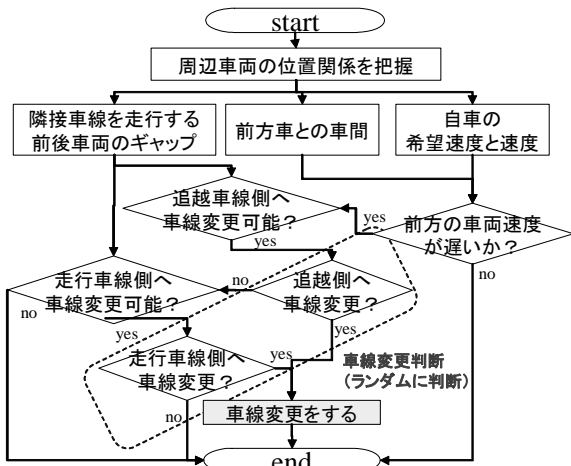 start
周辺車両の位置関係を把握
隣接車線を走行する
前後車両のギャップ
前方車との車間
自車の
希望速度と速度
追越車線側へ
車線変更可能？
yes
前方の車両速度
が遅いか？
yes
no
走行車線側へ
車線変更可能？
no
追越側へ
車線変更？
no
yes
yes
走行車線側へ
車線変更？
yes
車線変更判断
（ランダムに判断）
no
車線変更をする
end